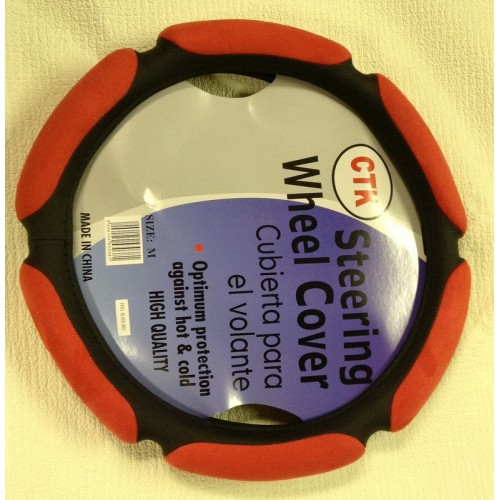 CTK
Steering
Wheel Cover
Cubierta para
el volante
• Optimum protection
against hot & cold
HIGH QUALITY
SIZE: M
MADE IN CHINA